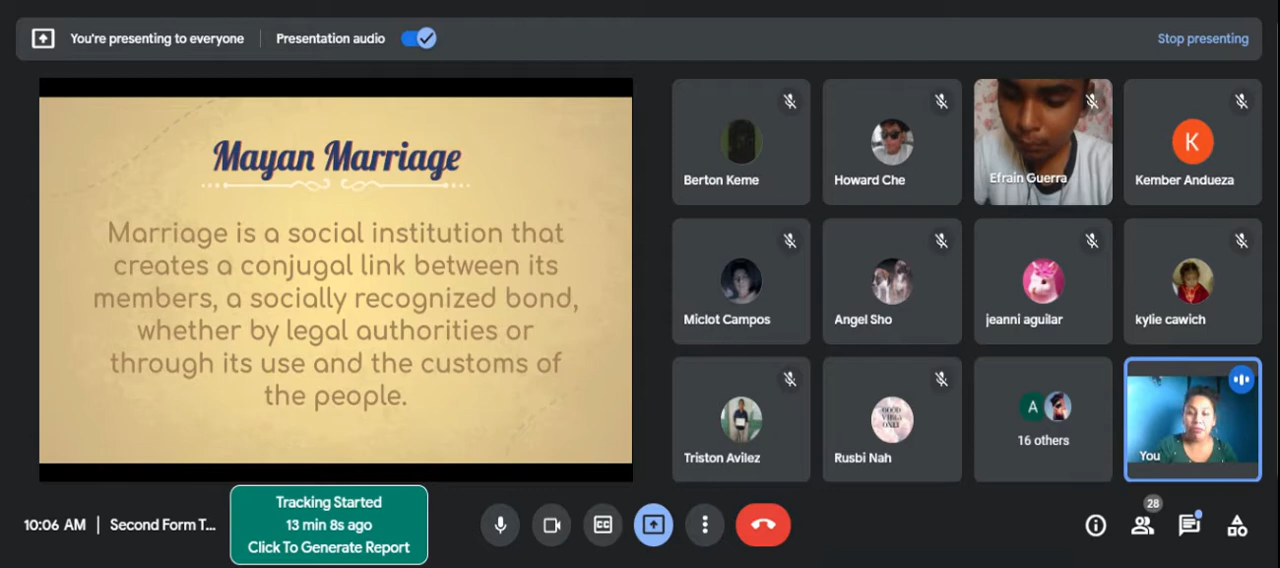 You're presenting to everyone
Presentation audio
Stop presenting
Mayan Marriage
Marriage is a social institution that
creates a conjugal link between its
members, a socially recognized bond,
whether by legal authorities or
through its use and the customs of
the people.
Berton Keme
Howard Che
Efrain Guerra
K
Kember Andueza
Miclot Campos
Angel Sho
jeanni aguilar
kylie cawich
Triston Avilez
GOOD
VIBES
ONLY
Rusbi Nah
A
16 others
You
10:06 AM | Second Form T...
Tracking Started
13 min 8s ago
Click To Generate Report
CC
28